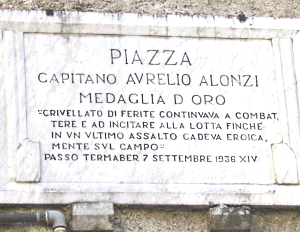 PIAZZA
CAPITANO AVRELIO ALONZI
MEDAGLIA D ORO
"CRIVELLATO DI FERITE CONTINVAVA A COMBAT,
TERE E AD INCITARE ALLA LOTTA FINCHÈ
IN VN VLTIMO ASSALTO CADEVA EROICA,
MENTE SVL CAMPO"
PASSO TERMABER 7 SETTEMBRE 1936 XIV